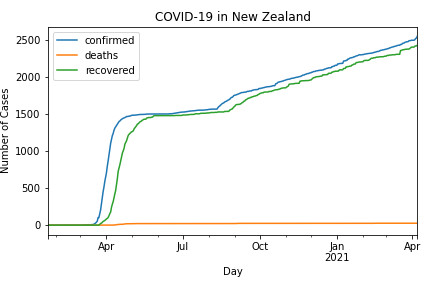 COVID-19 in New Zealand
confirmed
deaths
recovered
Number of Cases
2500
2000
1500
1000
500
0
Apr
Jul
Oct
Jan
2021
Apr
Day